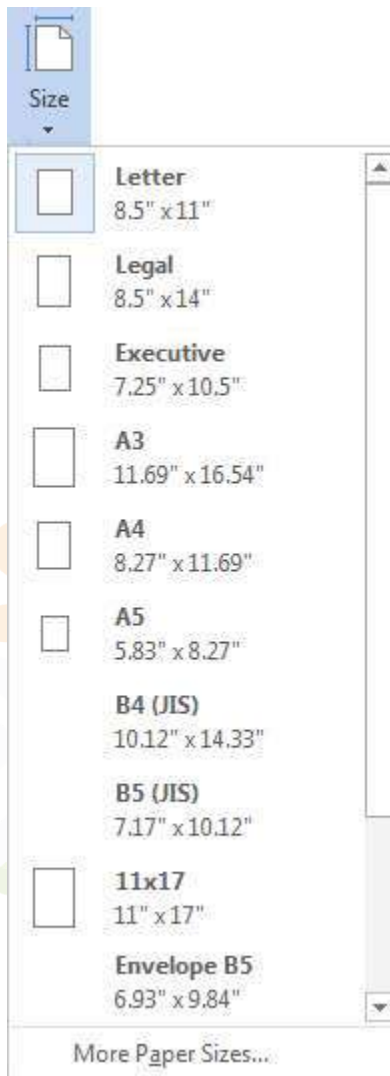 Size
Letter
8.5" x 11"
Legal
8.5" x 14"
Executive
7.25" x 10.5"
A3
11.69" x 16.54"
A4
8.27" x 11.69"
A5
5.83" x 8.27"
B4 (JIS)
10.12" x 14.33"
B5 (JIS)
7.17" x 10.12"
11x17
11" x 17"
Envelope B5
6.93" x 9.84"
More Paper Sizes...